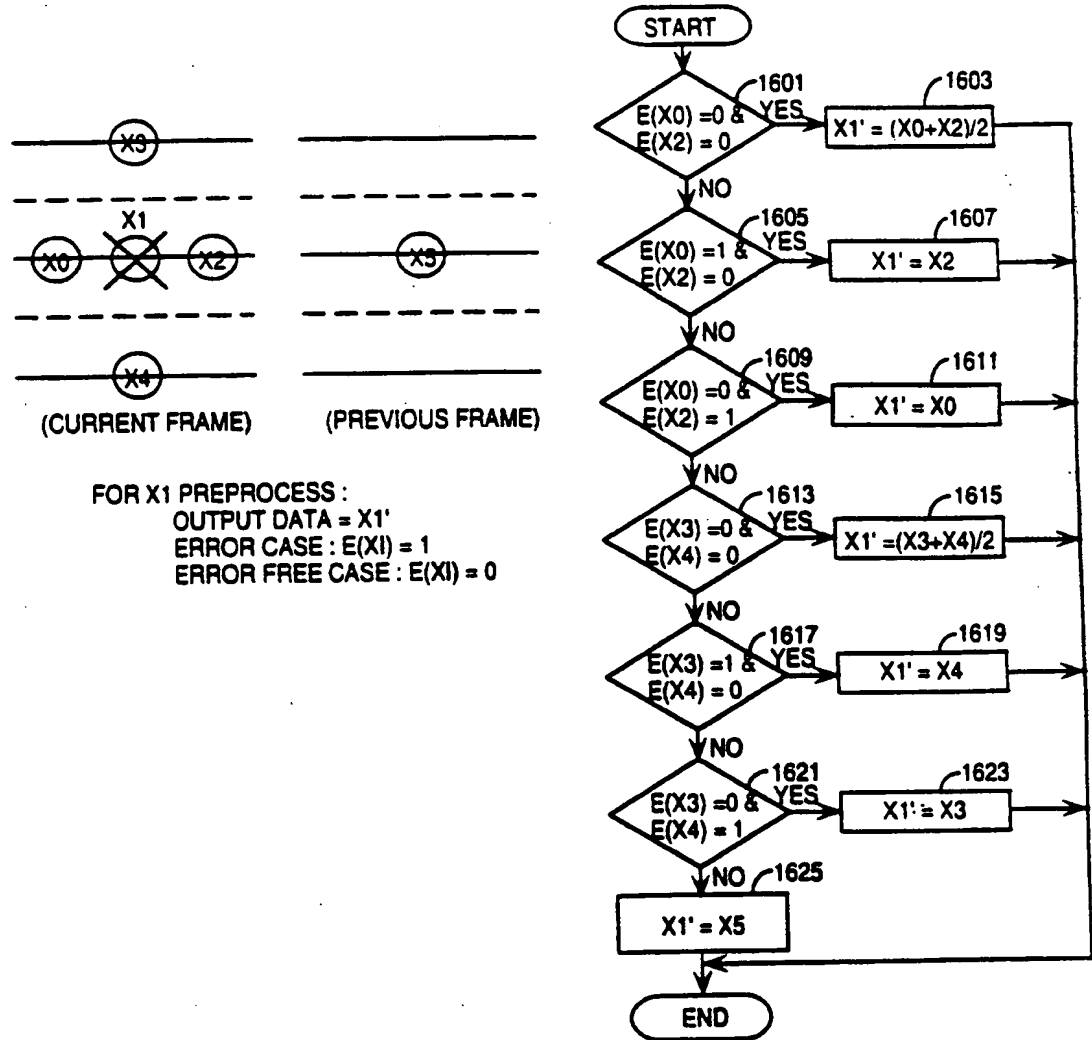 X3
X1
X0
X2
X5
X4
(CURRENT FRAME)
(PREVIOUS FRAME)
FOR X1 PREPROCESS :
OUTPUT DATA = X1'
ERROR CASE : E(XI) = 1
ERROR FREE CASE : E(XI) = 0
START
1601
E(X0) =0 &
E(X2) = 0
YES
1603
X1' = (X0+X2)/2
NO
1605
E(X0) =1 &
E(X2) = 0
YES
1607
X1' = X2
NO
1609
E(X0) =0 &
E(X2) = 1
YES
1611
X1' = X0
NO
1613
E(X3) =0 &
E(X4) = 0
YES
1615
X1' =(X3+X4)/2
NO
1617
E(X3) =1 &
E(X4) = 0
YES
1619
X1' = X4
NO
1621
E(X3) =0 &
E(X4) = 1
YES
1623
X1' = X3
NO
1625
X1' = X5
END